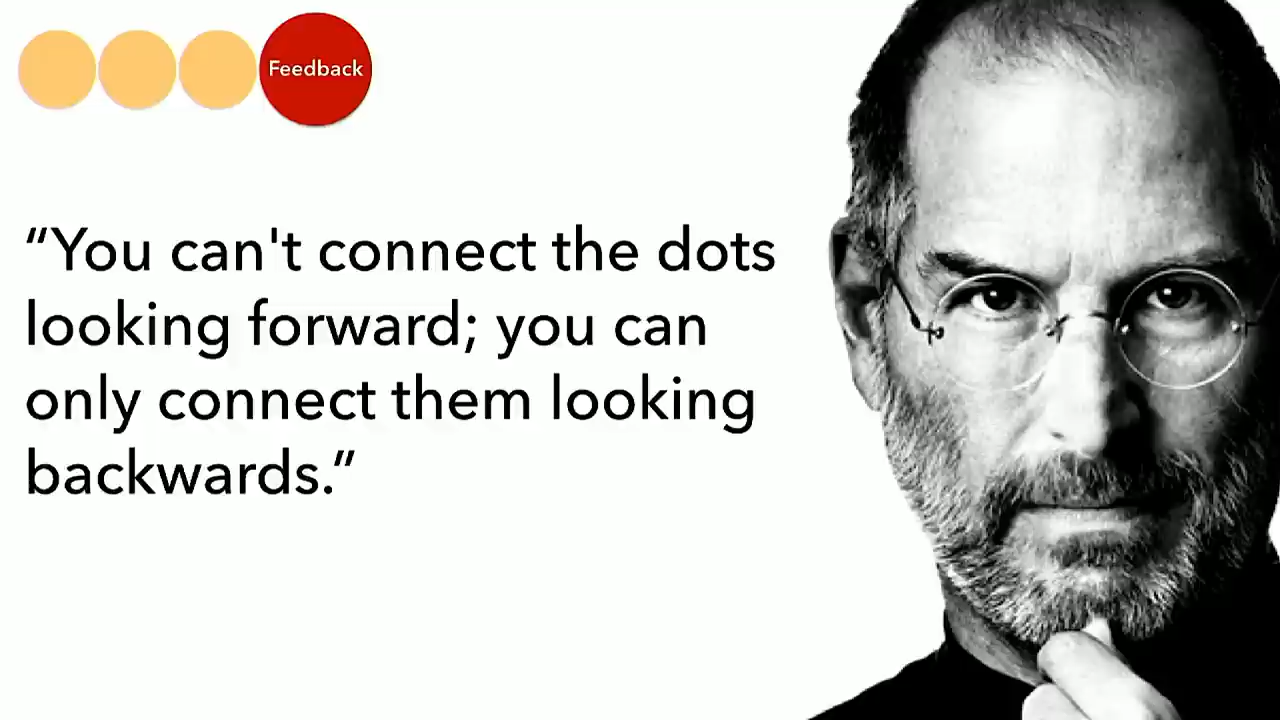 Feedback
“You can't connect the dots
looking forward; you can
only connect them looking
backwards.”